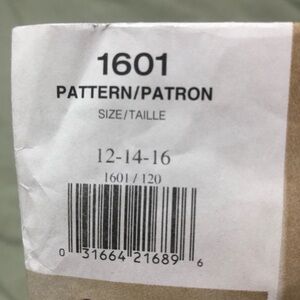 1601
PATTERN/PATRON
SIZE/TAILLE
12-14-16
1601 / 120
0 31664 21689 6